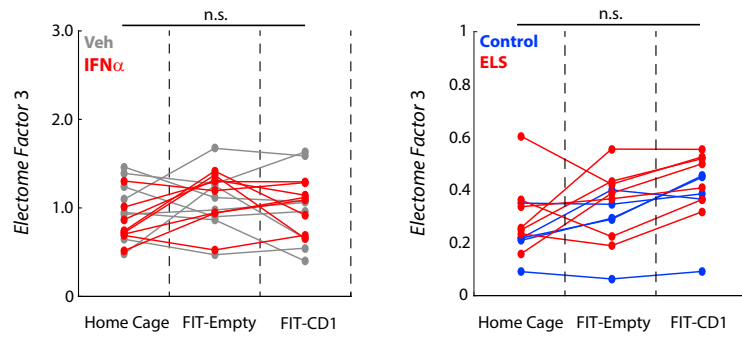 n.s.
3.0
Veh
IFNα
2.0
1.0
0
Electome Factor 3
Home Cage FIT-Empty FIT-CD1
n.s.
1
Control
ELS
0.8
0.6
0.4
0.2
0
Electome Factor 3
Home Cage FIT-Empty FIT-CD1